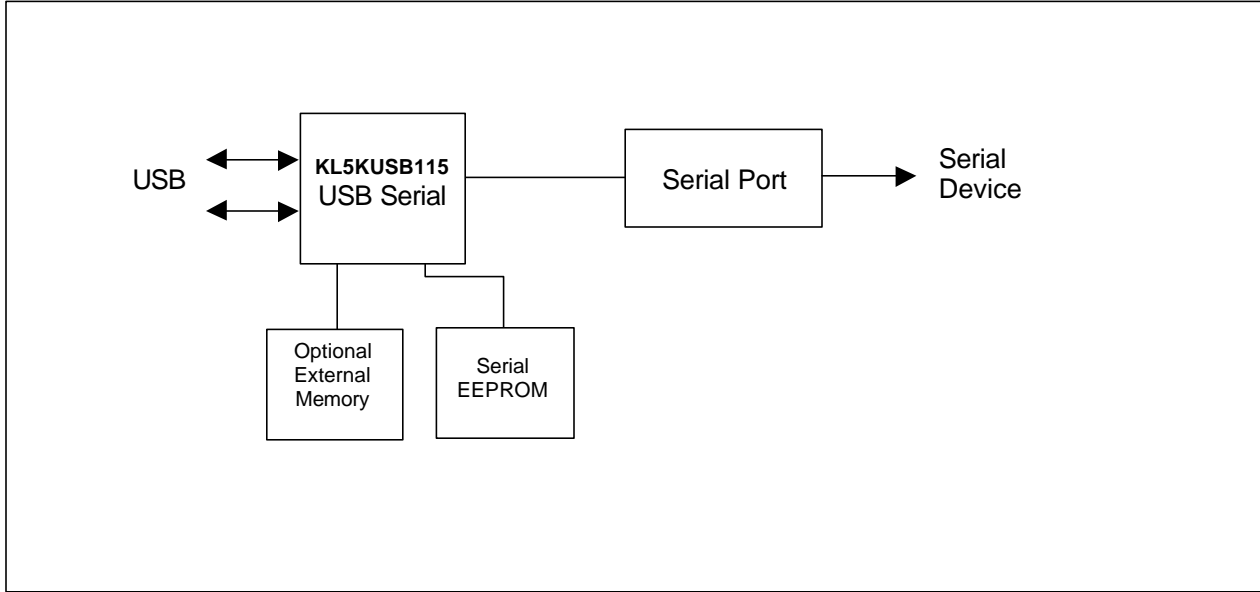 USB
KL5KUSB115
USB Serial
Serial Port
Serial
Device
Optional
External
Memory
Serial
EEPROM